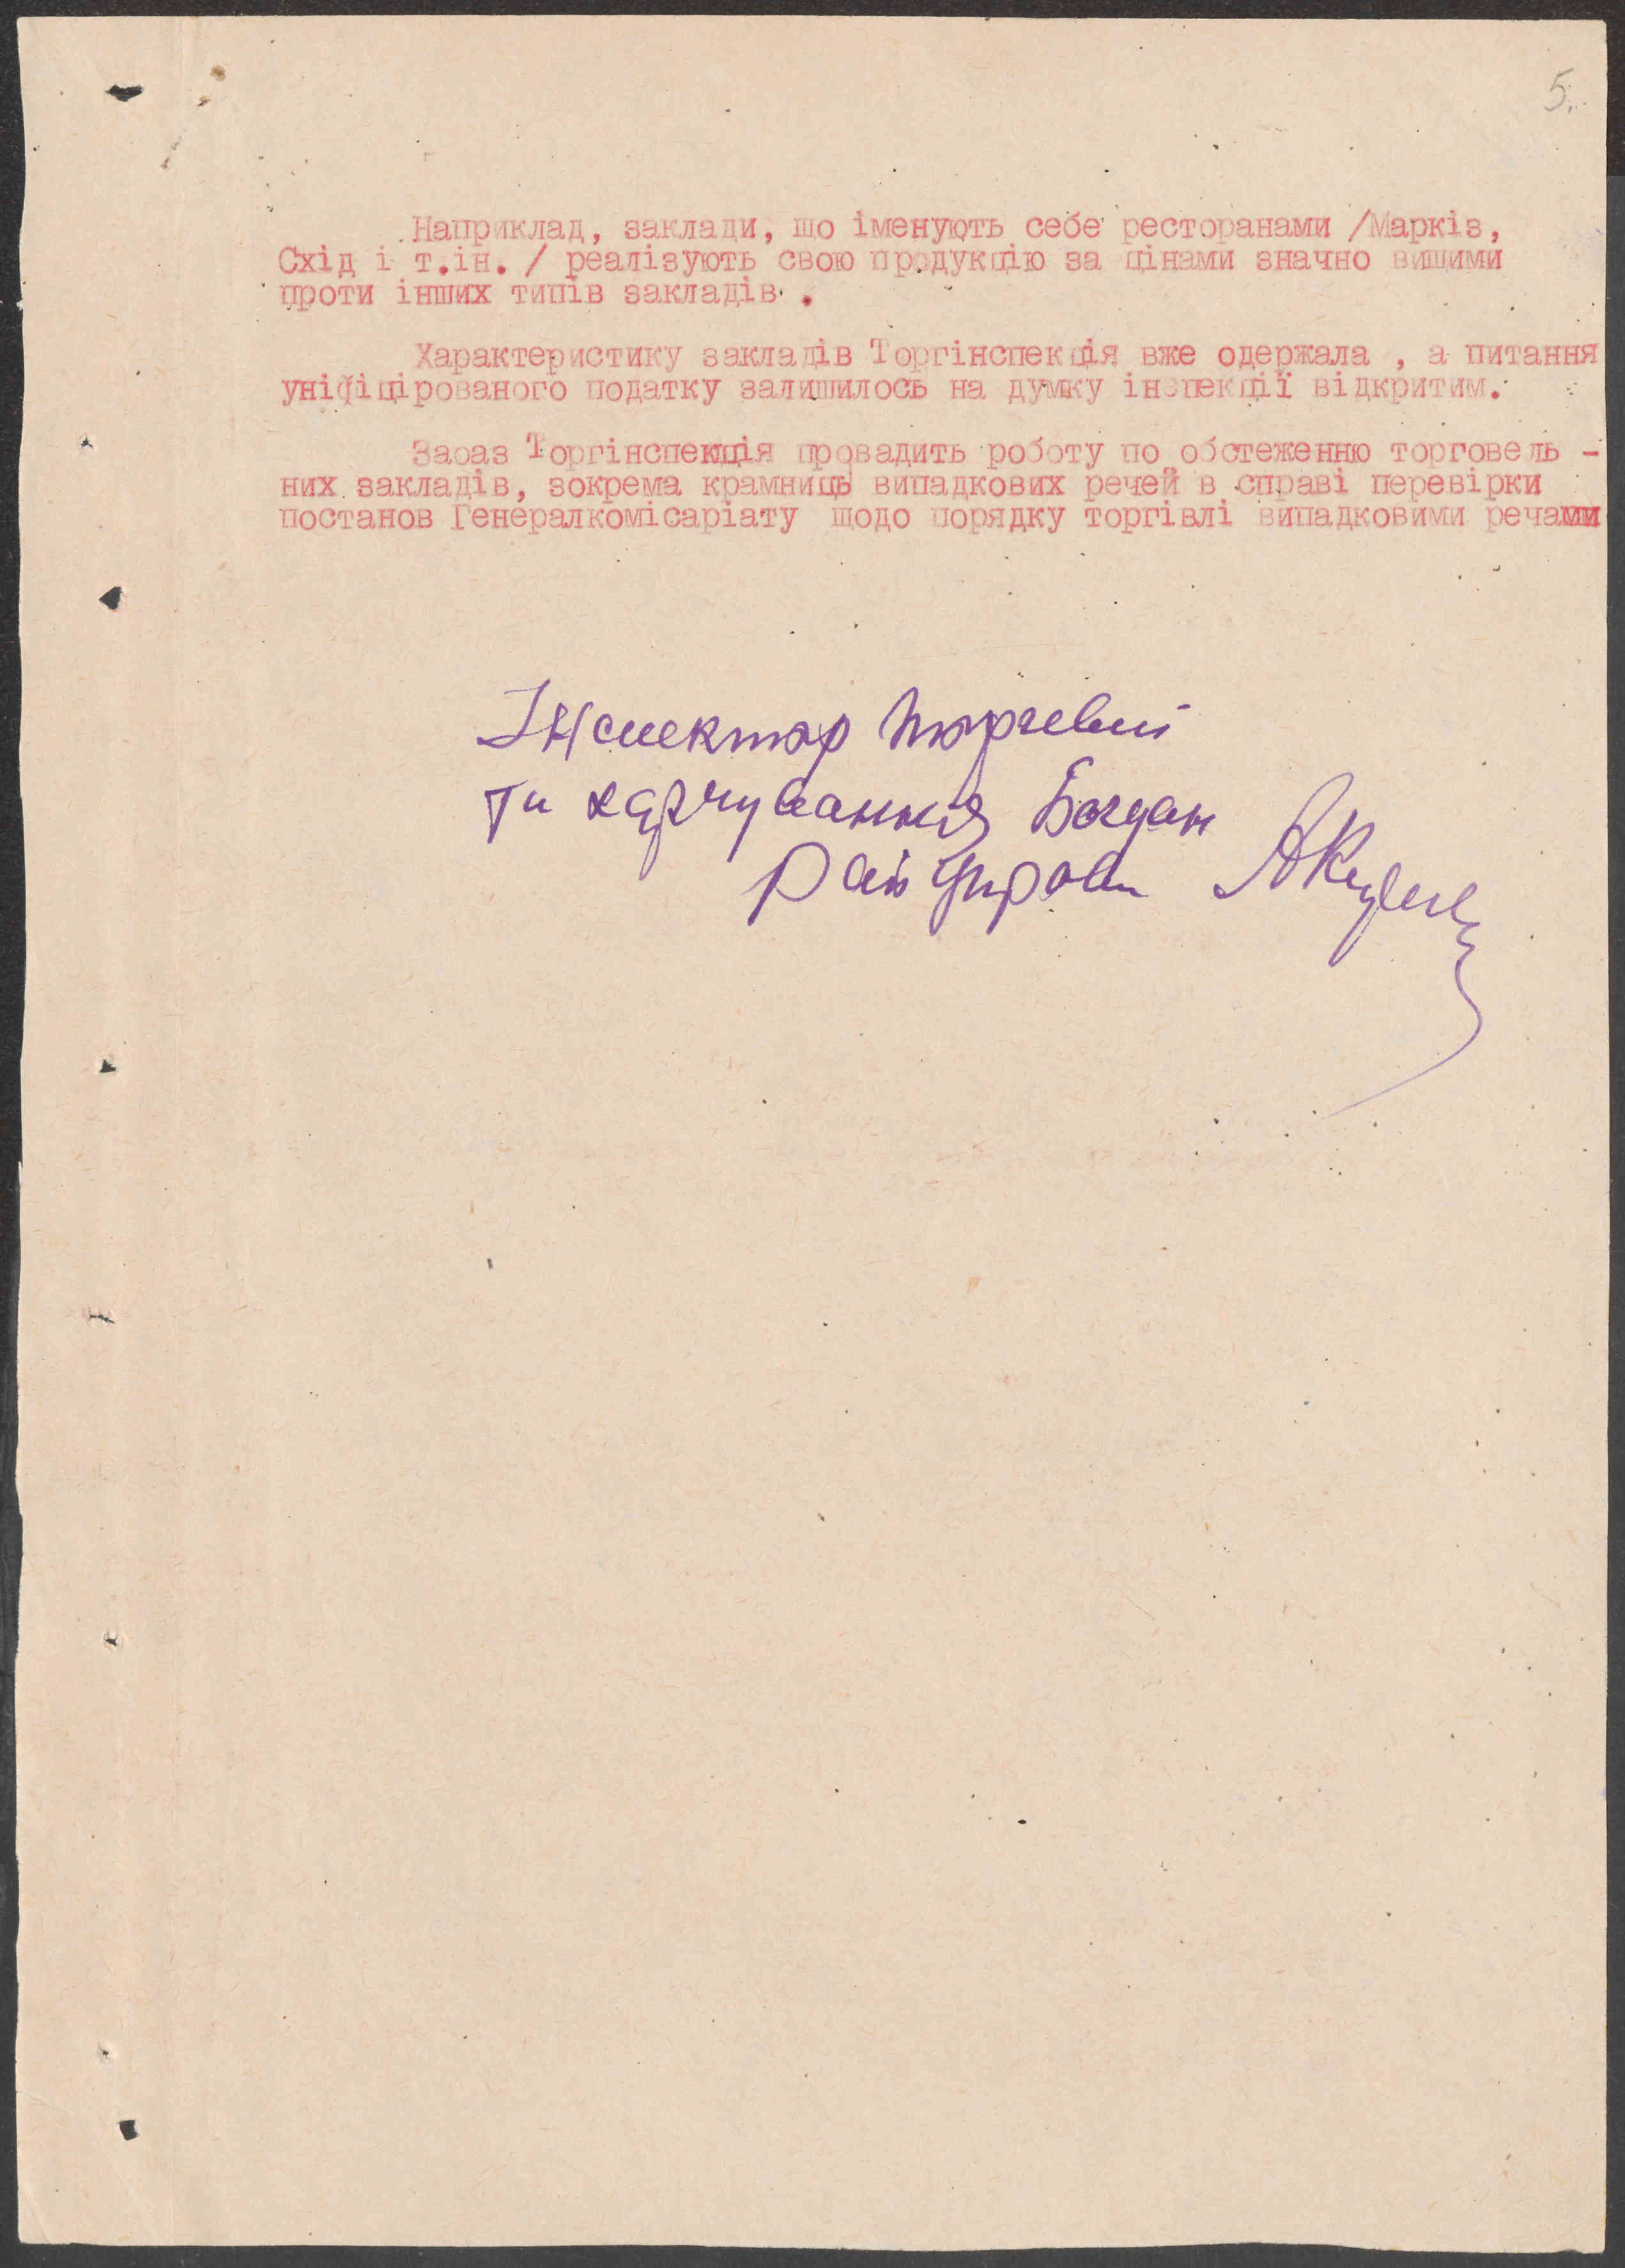 5.
Наприклад, заклади, що іменують себе ресторанами /Маркіз,
Схід і т.ін. / реалізують свою продукцію за цінами значно вищими
проти інших типів закладів .
Характеристику закладів Торгінспекція вже одержала , а питання
уніфіцірованого податку залишилось на думку інспекції відкритим.
Зараз Торгінспекція провадить роботу по обстеженню торговель -
них закладів, зокрема крамниць випадкових речей в справі перевірки
постанов Генералкомісаріату щодо порядку торгівлі випадковими речами
Інспектор торгівлі
та харчування Богдан
Райуправи